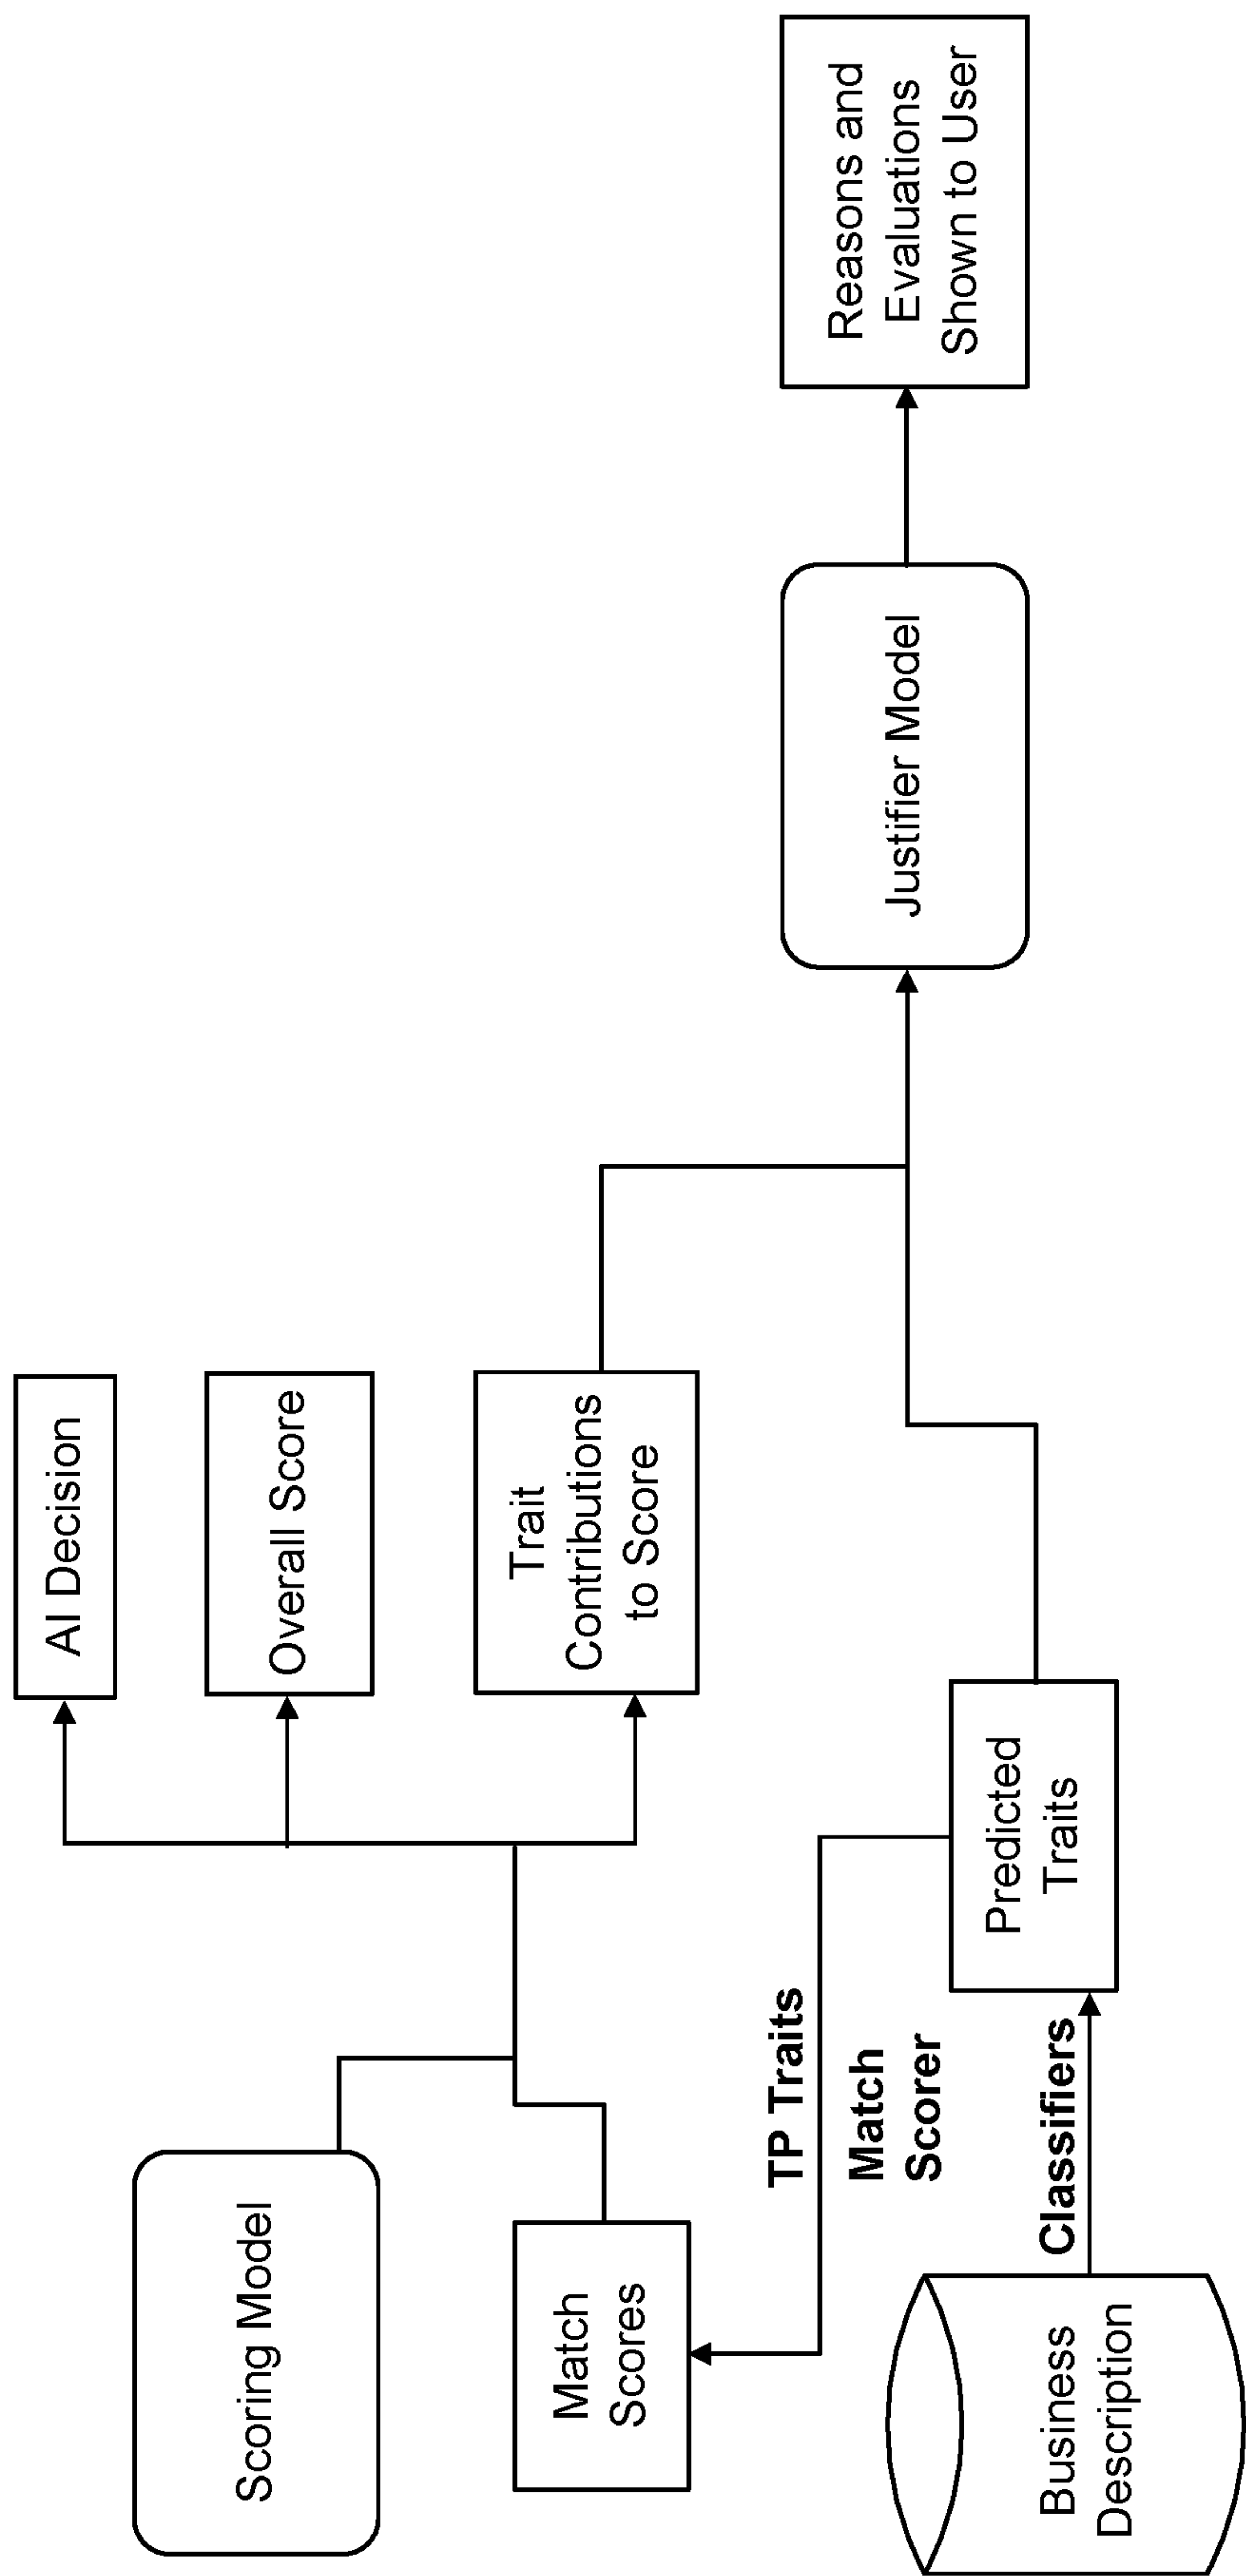 Scoring Model
AI Decision
Overall Score
Match
Scores
Trait
Contributions
to Score
TP Traits
Match
Scorer
Business
Description
Classifiers
Predicted
Traits
Justifier Model
Reasons and
Evaluations
Shown to User